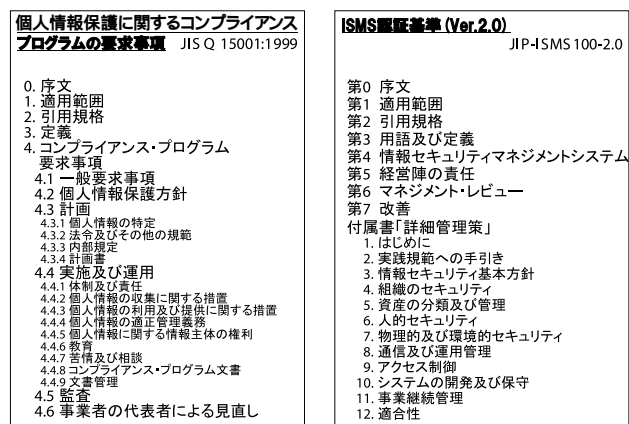 個人情報保護に関するコンプライアンス
プログラムの要求事項 JIS Q 15001:1999
0. 序文
1. 適用範囲
2. 引用規格
3. 定義
4. コンプライアンス・プログラム
要求事項
4.1 一般要求事項
4.2 個人情報保護方針
4.3 計画
4.3.1 個人情報の特定
4.3.2 法令及びその他の規範
4.3.3 内部規定
4.3.4 計画書
4.4 実施及び運用
4.4.1 体制及び責任
4.4.2 個人情報の収集に関する措置
4.4.3 個人情報の利用及び提供に関する措置
4.4.4 個人情報の適正管理義務
4.4.5 個人情報に関する情報主体の権利
4.4.6 教育
4.4.7 苦情及び相談
4.4.8 コンプライアンス・プログラム文書
4.4.9 文書管理
4.5 監査
4.6 事業者の代表者による見直し
ISMS認証基準 (Ver.2.0)
JIP-ISMS 100-2.0
第0 序文
第1 適用範囲
第2 引用規格
第3 用語及び定義
第4 情報セキュリティマネジメントシステム
第5 経営陣の責任
第6 マネジメント・レビュー
第7 改善
付属書「詳細管理策」
1. はじめに
2. 実践規範への手引き
3. 情報セキュリティ基本方針
4. 組織のセキュリティ
5. 資産の分類及び管理
6. 人的セキュリティ
7. 物理的及び環境的セキュリティ
8. 通信及び運用管理
9. アクセス制御
10. システムの開発及び保守
11. 事業継続管理
12. 適合性